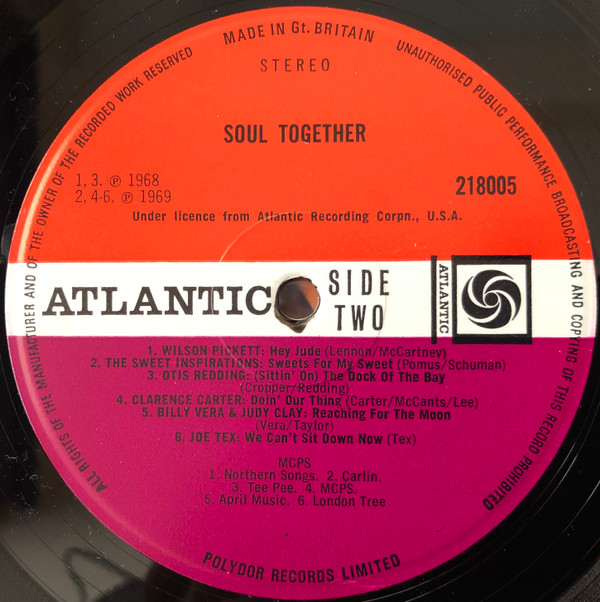 MADE IN Gt. BRITAIN
UNAUTHORISED PUBLIC PERFORMANCE BROADCASTING AND COPYING OF THIS RECORD PROHIBITED
ALL RIGHTS OF THE MANUFACTURER AND OF THE OWNER OF THE RECORDED WORK RESERVED
STEREO
SOUL TOGETHER
1, 3. ℗ 1968
2, 4-6. ℗ 1969
218005
Under licence from Atlantic Recording Corpn., U.S.A.
ATLANTIC
SIDE
TWO
ATLANTIC
1. WILSON PICKETT: Hey Jude (Lennon/McCartney)
2. THE SWEET INSPIRATIONS: Sweets For My Sweet (Pomus/Schuman)
3. OTIS REDDING: (Sittin' On) The Dock Of The Bay
(Cropper/Redding)
4. CLARENCE CARTER: Doin' Our Thing (Carter/McCants/Lee)
5. BILLY VERA & JUDY CLAY: Reaching For The Moon
(Vera/Taylor)
6. JOE TEX: We Can't Sit Down Now (Tex)
MCPS
1. Northern Songs. 2. Carlin.
3. Tee Pee. 4. MCPS.
5. April Music. 6. London Tree
POLYDOR RECORDS LIMITED